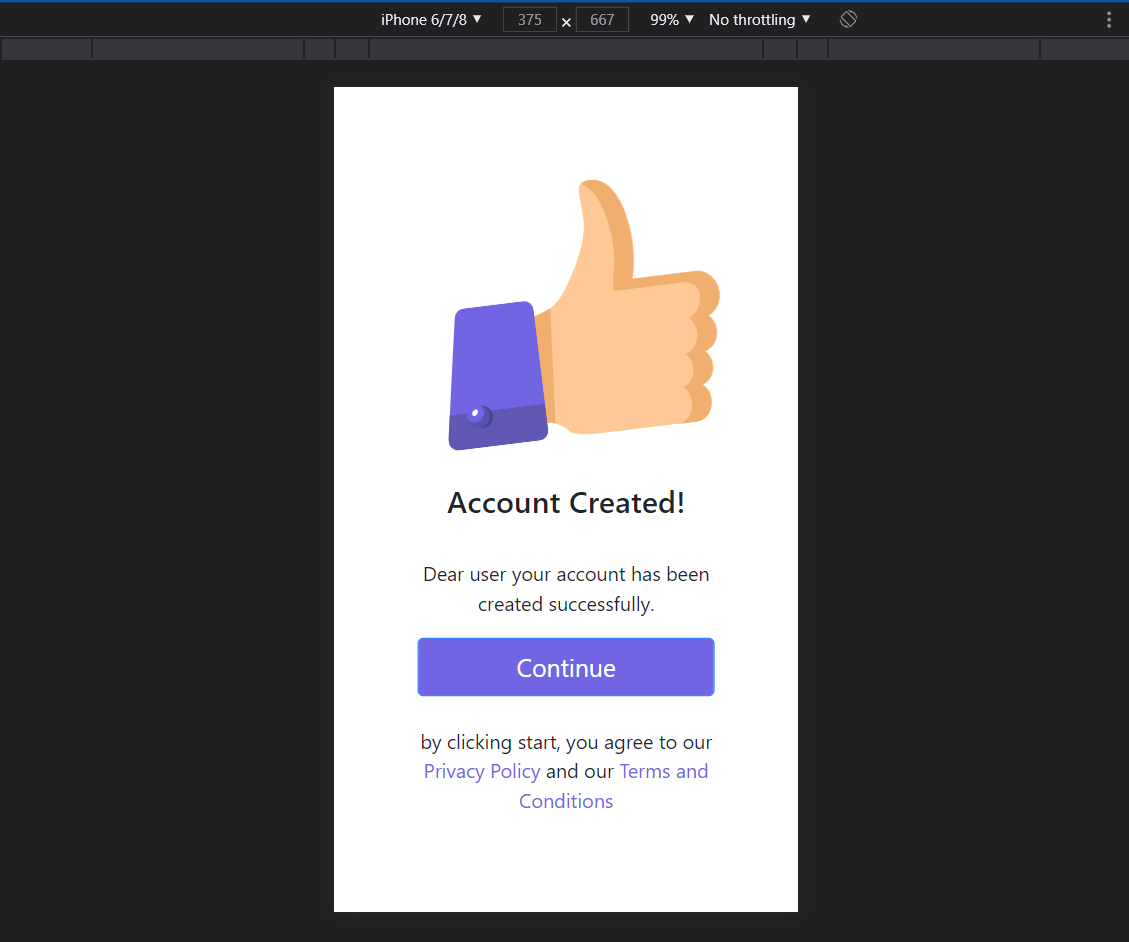 iPhone 6/7/8 ▼ 375 × 667 99% ▼ No throttling ▼
Account Created!
Dear user your account has been
created successfully.
Continue
by clicking start, you agree to our
Privacy Policy and our Terms and
Conditions